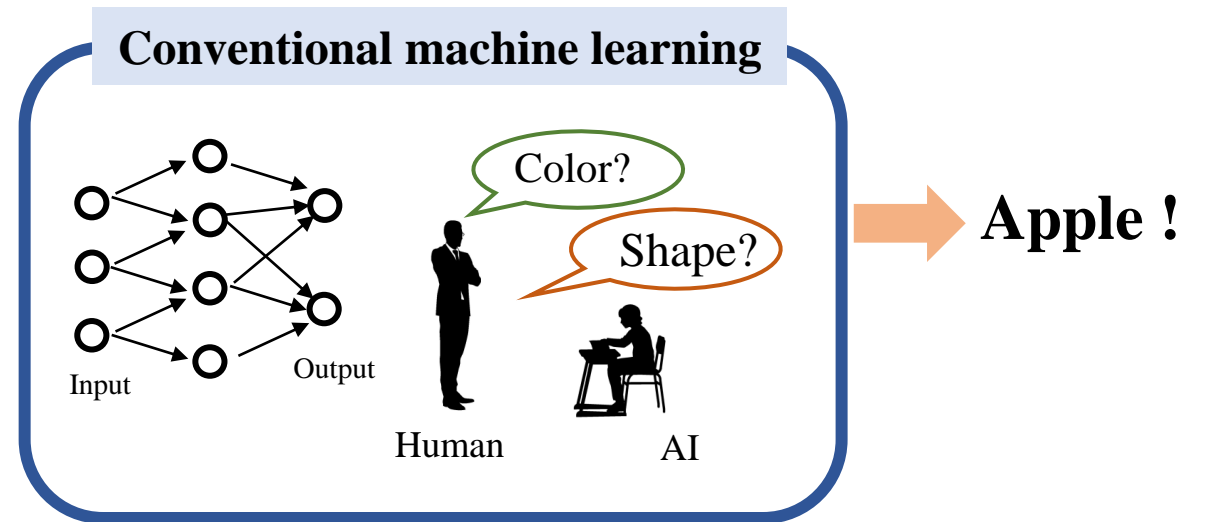 Conventional machine learning
Color?
Shape?
Apple !
Input
Output
Human
AI